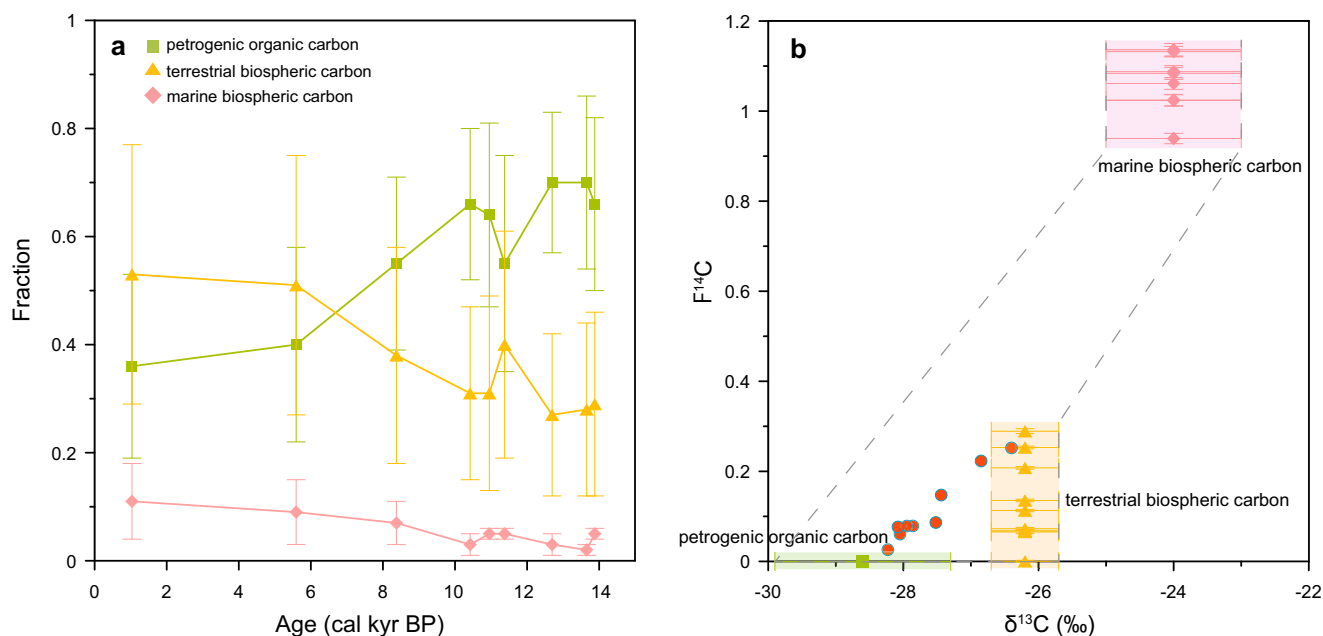 a
petrogenic organic carbon
terrestrial biospheric carbon
marine biospheric carbon
Fraction
1
0.8
0.6
0.4
0.2
0
0 2 4 6 8 10 12 14
Age (cal kyr BP)
b
F¹⁴C
1.2
1
0.8
0.6
0.4
0.2
0
marine biospheric carbon
terrestrial biospheric carbon
petrogenic organic carbon
-30 -28 -26 -24 -22
δ¹³C (‰)